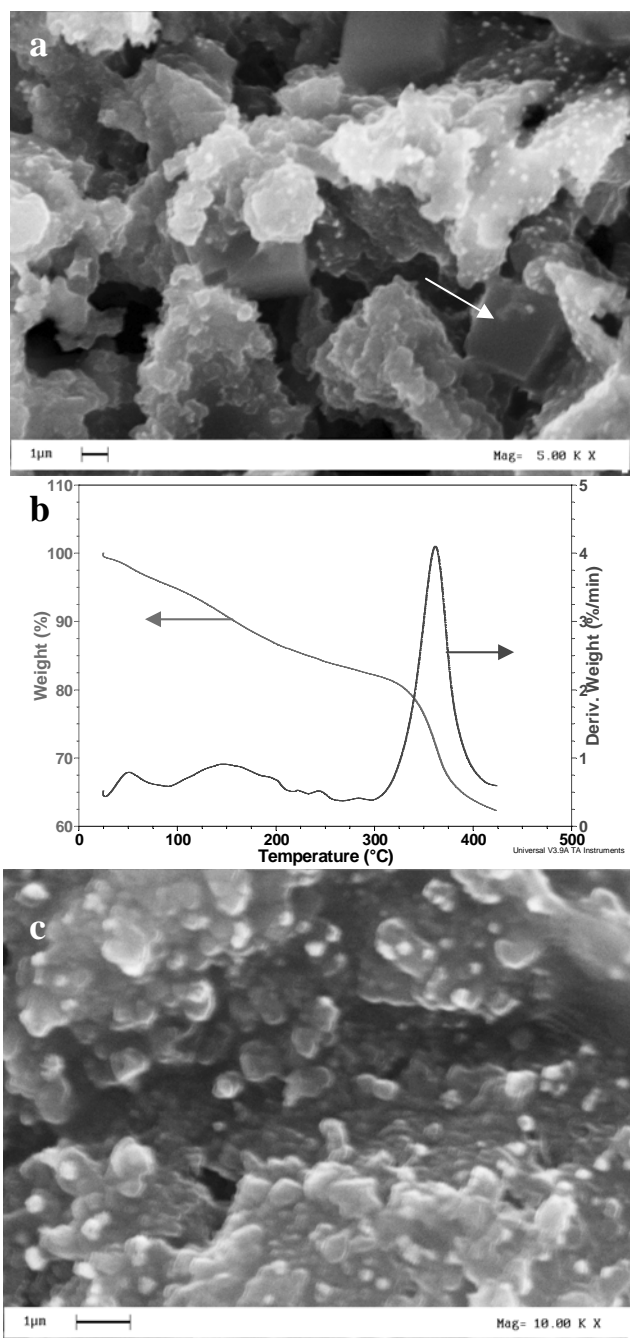 a
1µm
Mag= 5.00 K X
b
110
100
90
80
70
60
Weight (%)
5
4
3
2
1
0
Deriv. Weight (%/min)
0
100
200
300
400
500
Temperature (°C)
Universal V3.9A TA Instruments
c
1µm
Mag= 10.00 K X